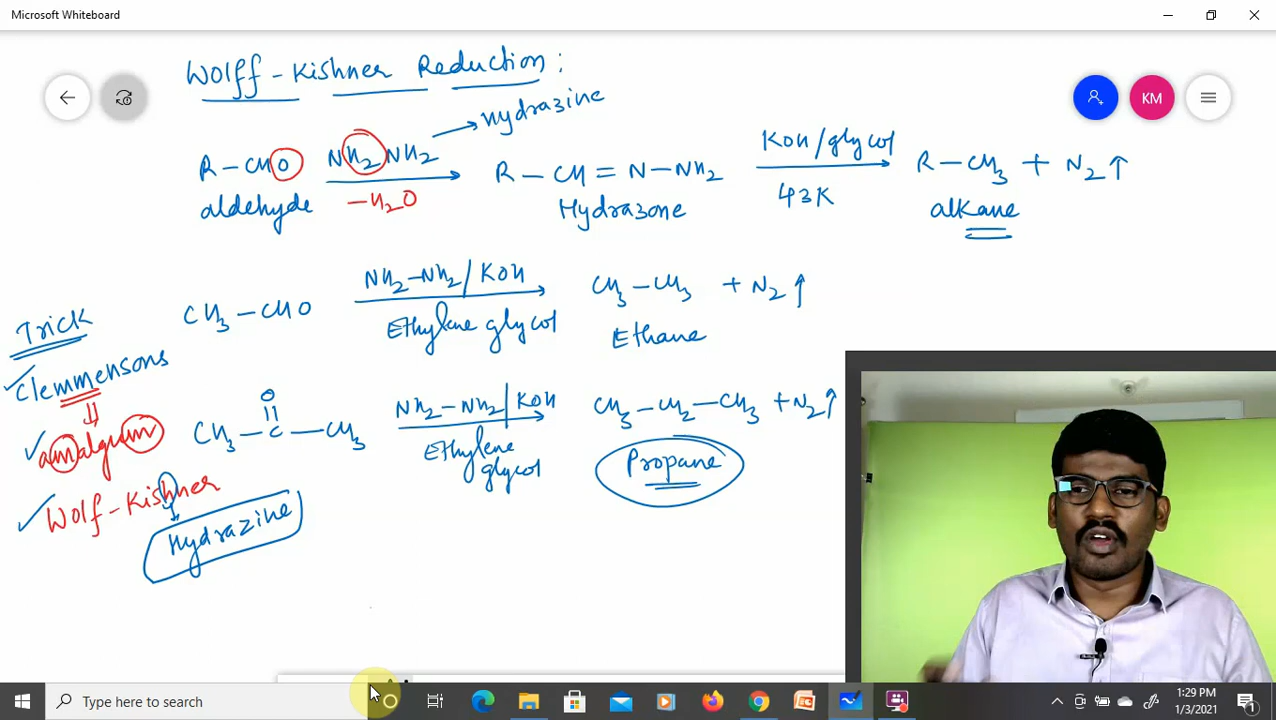 Microsoft Whiteboard
Wolff-Kishner Reduction:
→ Hydrazine
R-CHO NH2NH2 R-CH=N-NH2 KOH/glycol R-CH3 + N2↑
-H2O 43K
aldehyde Hydrazone alkane
CH3-CHO NH2-NH2/KOH CH3-CH3 + N2↑
Ethylene glycol Ethane
Trick
Clemmensons
⇓
amalgum
Wolf-Kishner
Hydrazine
O
CH3-C-CH3 NH2-NH2/KOH CH3-CH2-CH3 + N2↑
Ethylene
glycol
Propane
KM
Type here to search
1:29 PM
1/3/2021
1